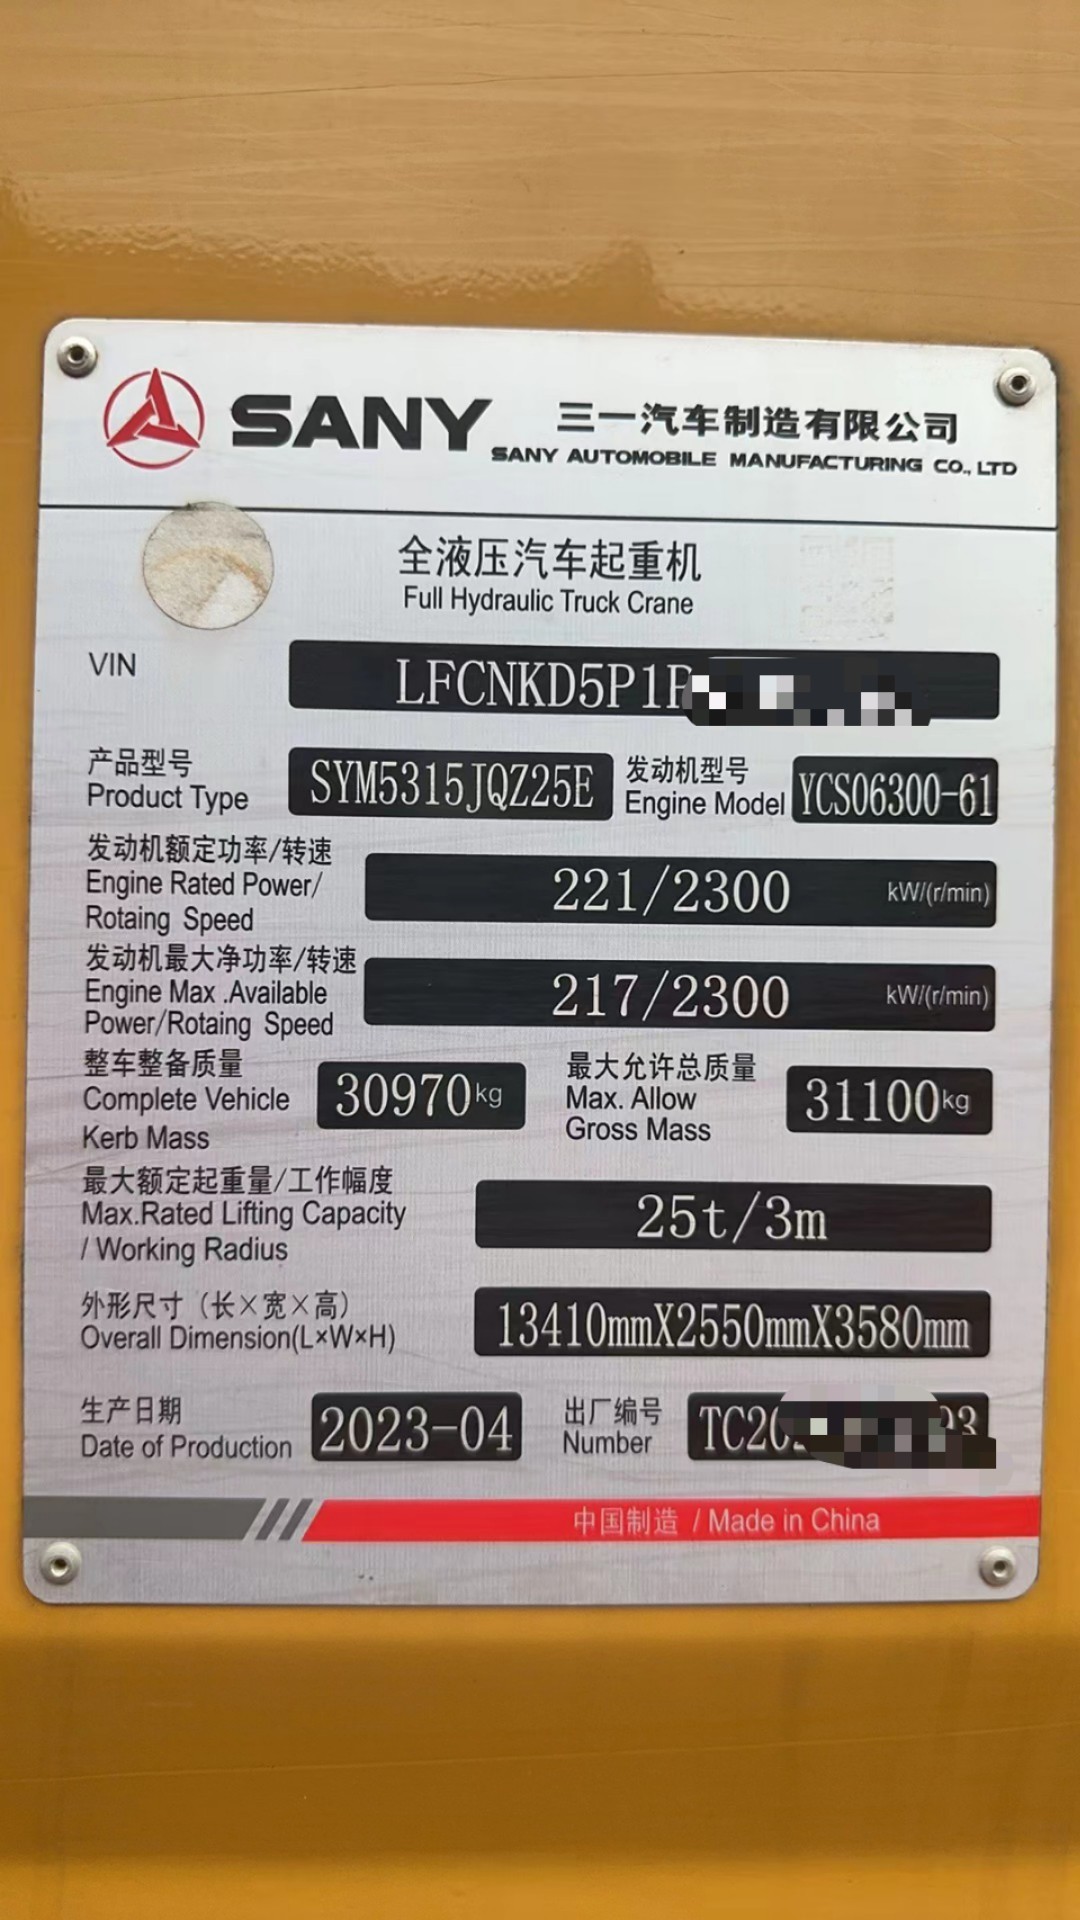 SANY 三一汽车制造有限公司
SANY AUTOMOBILE MANUFACTURING CO., LTD
全液压汽车起重机
Full Hydraulic Truck Crane
VIN LFCNKD5P1P
产品型号 SYM5315JQZ25E 发动机型号 YCS06300-61
Product Type Engine Model
发动机额定功率/转速
Engine Rated Power/ 221/2300 kW/(r/min)
Rotaing Speed
发动机最大净功率/转速
Engine Max .Available 217/2300 kW/(r/min)
Power/Rotaing Speed
整车整备质量 最大允许总质量
Complete Vehicle 30970kg Max. Allow 31100kg
Kerb Mass Gross Mass
最大额定起重量/工作幅度
Max.Rated Lifting Capacity 25t/3m
/ Working Radius
外形尺寸（长×宽×高）
Overall Dimension(L×W×H) 13410mmX2550mmX3580mm
生产日期 2023-04 出厂编号 TC20 93
Date of Production Number
中国制造 / Made in China